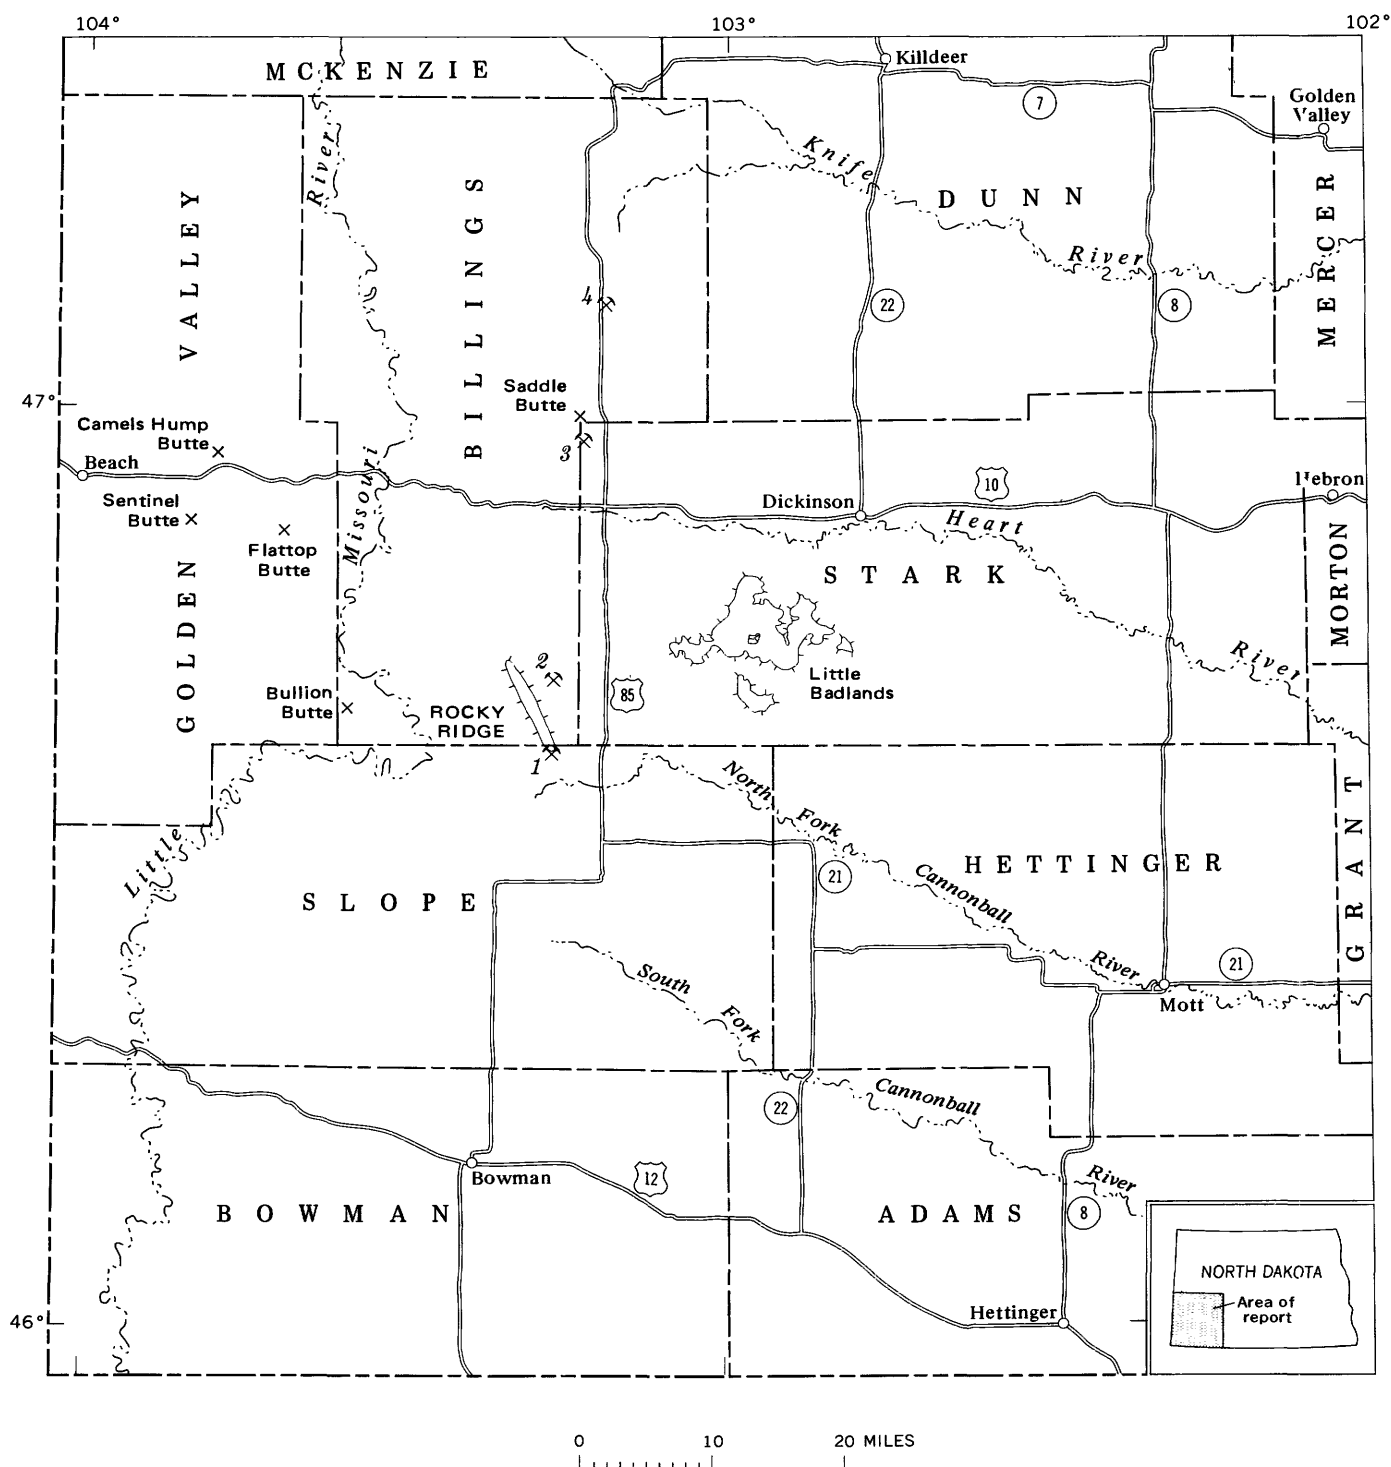 104°
103°
102°
MCKENZIE
Killdeer
7
Golden
Valley
River
Knife
DUNN
River
MERCER
VALLEY
BILLINGS
4
22
8
Saddle
Butte
47°
Camels Hump
Butte
3
Beach
Sentinel
Butte
Flattop
Butte
Missouri
Dickinson
10
Hebron
Heart
STARK
MORTON
GOLDEN
2
Little
Badlands
River
Bullion
Butte
ROCKY
RIDGE
85
1
North
Fork
Little
21
HETTINGER
Cannonball
GRANT
SLOPE
South
Fork
River
21
Mott
22
Cannonball
River
Bowman
12
BOWMAN
ADAMS
8
NORTH DAKOTA
Area of
report
46°
Hettinger
0 10 20 MILES